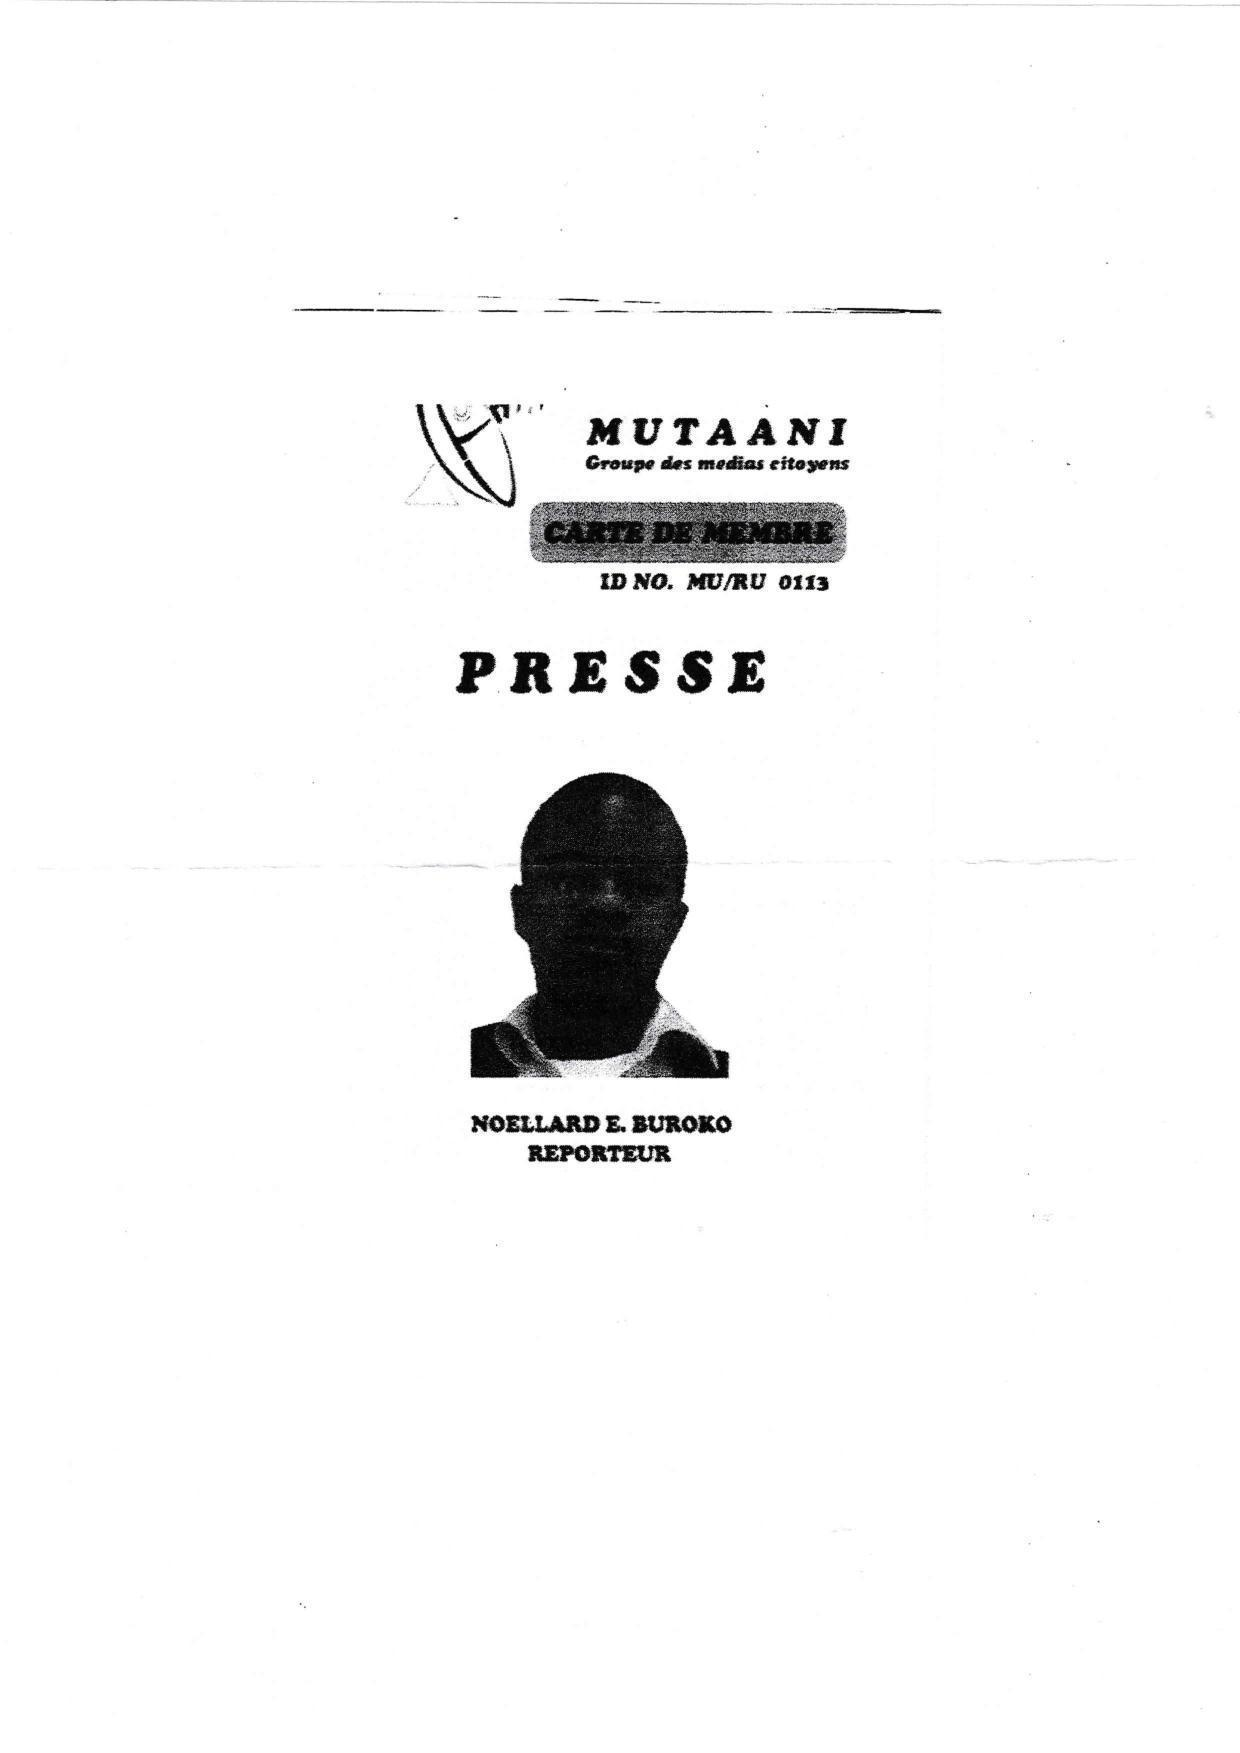 MUTAANI
Groupe des medias citoyens
CARTE DE MEMBRE
ID NO. MU/RU 0113
PRESSE
NOELLARD E. BUROKO
REPORTEUR